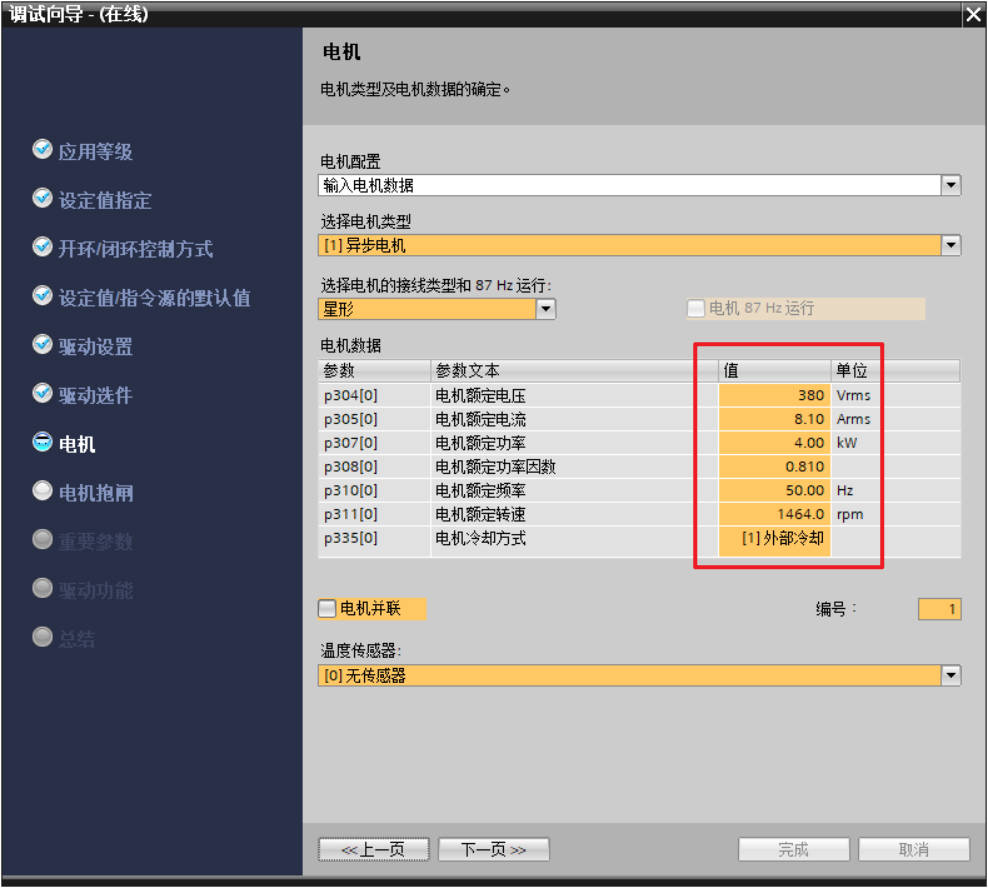 调试向导 - (在线)
电机
电机类型及电机数据的确定。
应用等级
设定值指定
开环/闭环控制方式
设定值/指令源的默认值
驱动设置
驱动选件
电机
电机抱闸
重要参数
驱动功能
总结
电机配置
输入电机数据
选择电机类型
[1] 异步电机
选择电机的接线类型和 87 Hz 运行:
星形
电机 87 Hz 运行
电机数据
参数 参数文本 值 单位
p304[0] 电机额定电压 380 Vrms
p305[0] 电机额定电流 8.10 Arms
p307[0] 电机额定功率 4.00 kW
p308[0] 电机额定功率因数 0.810
p310[0] 电机额定频率 50.00 Hz
p311[0] 电机额定转速 1464.0 rpm
p335[0] 电机冷却方式 [1] 外部冷却
电机并联 编号： 1
温度传感器:
[0] 无传感器
<<上一页 下一页>> 完成 取消